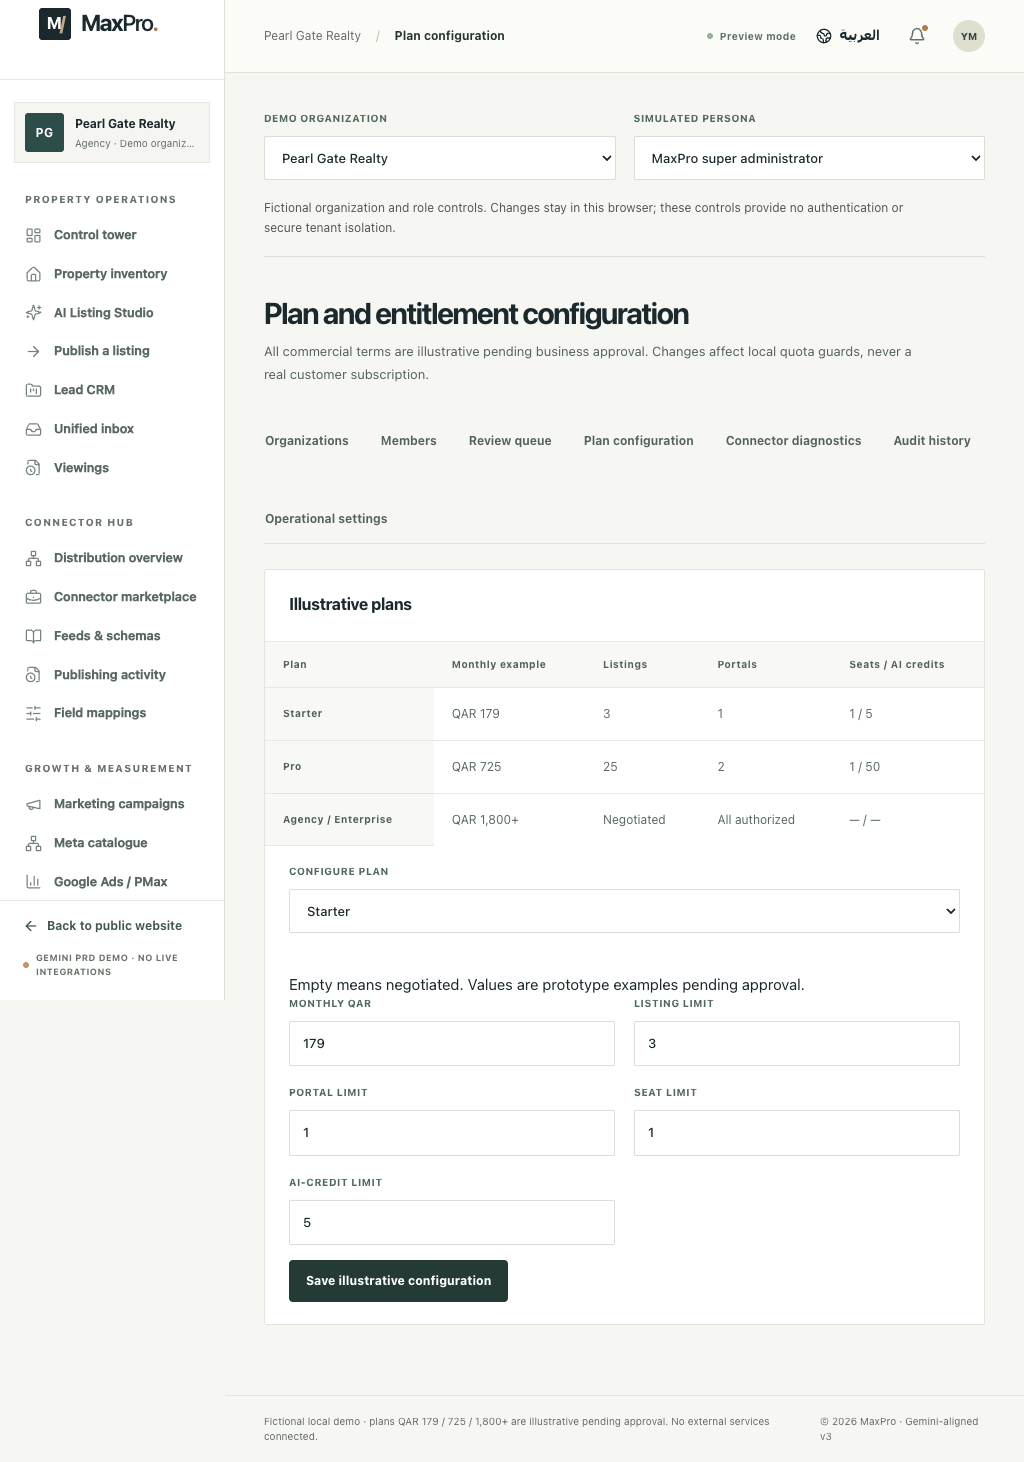 M/ MaxPro.
PG
Pearl Gate Realty
Agency · Demo organiz...
PROPERTY OPERATIONS
Control tower
Property inventory
AI Listing Studio
Publish a listing
Lead CRM
Unified inbox
Viewings
CONNECTOR HUB
Distribution overview
Connector marketplace
Feeds & schemas
Publishing activity
Field mappings
GROWTH & MEASUREMENT
Marketing campaigns
Meta catalogue
Google Ads / PMax
Back to public website
GEMINI PRD DEMO · NO LIVE
INTEGRATIONS
Pearl Gate Realty / Plan configuration
Preview mode
العربية
YM
DEMO ORGANIZATION
Pearl Gate Realty
SIMULATED PERSONA
MaxPro super administrator
Fictional organization and role controls. Changes stay in this browser; these controls provide no authentication or
secure tenant isolation.
Plan and entitlement configuration
All commercial terms are illustrative pending business approval. Changes affect local quota guards, never a
real customer subscription.
Organizations Members Review queue Plan configuration Connector diagnostics Audit history
Operational settings
Illustrative plans
Plan Monthly example Listings Portals Seats / AI credits
Starter QAR 179 3 1 1 / 5
Pro QAR 725 25 2 1 / 50
Agency / Enterprise QAR 1,800+ Negotiated All authorized — / —
CONFIGURE PLAN
Starter
Empty means negotiated. Values are prototype examples pending approval.
MONTHLY QAR
179
LISTING LIMIT
3
PORTAL LIMIT
1
SEAT LIMIT
1
AI-CREDIT LIMIT
5
Save illustrative configuration
Fictional local demo · plans QAR 179 / 725 / 1,800+ are illustrative pending approval. No external services
connected.
© 2026 MaxPro · Gemini-aligned
v3